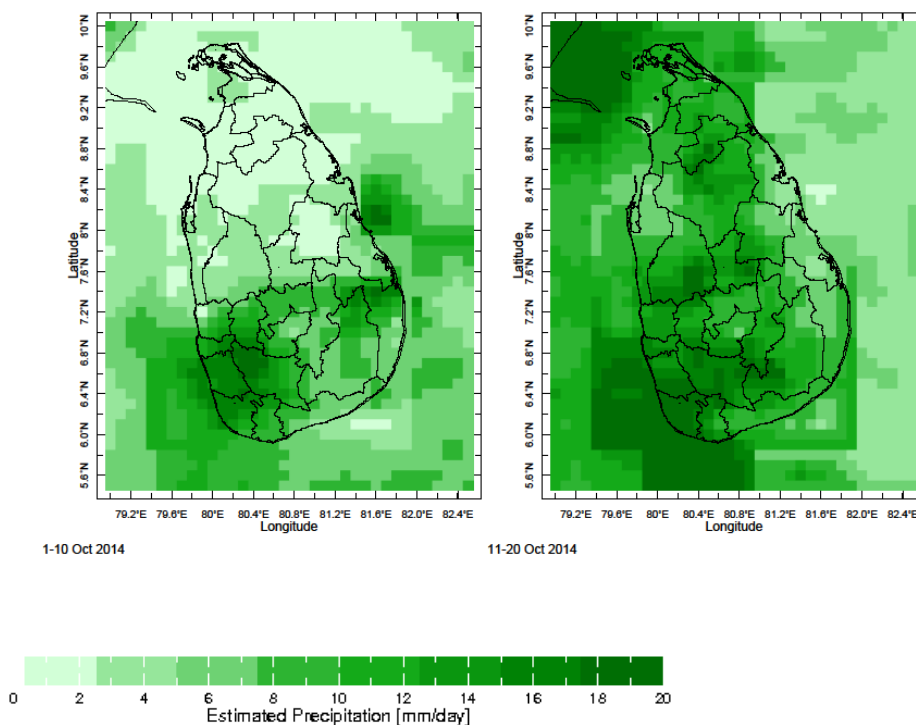 10°N
9.6°N
9.2°N
8.8°N
8.4°N
8°N
7.6°N
7.2°N
6.8°N
6.4°N
6.0°N
5.6°N
Latitude
79.2°E 79.6°E 80°E 80.4°E 80.8°E 81.2°E 81.6°E 82.0°E 82.4°E
Longitude
1-10 Oct 2014
10°N
9.6°N
9.2°N
8.8°N
8.4°N
8°N
7.6°N
7.2°N
6.8°N
6.4°N
6.0°N
5.6°N
Latitude
79.2°E 79.6°E 80°E 80.4°E 80.8°E 81.2°E 81.6°E 82.0°E 82.4°E
Longitude
11-20 Oct 2014
0 2 4 6 8 10 12 14 16 18 20
Estimated Precipitation [mm/day]